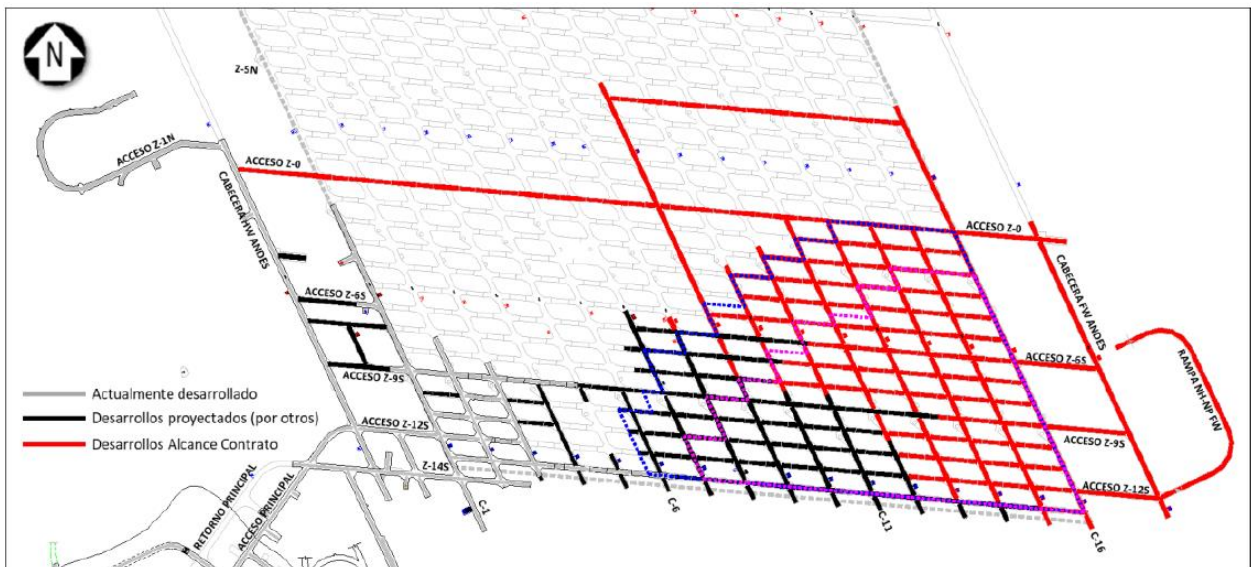 N
Z-5N
ACCESO Z-1N
ACCESO Z-0
CABECERA HW ANDES
ACCESO Z-0
CABECERA FW ANDES
ACCESO Z-6S
ACCESO Z-6S
RAMPA NH-NP FW
ACCESO Z-9S
Actualmente desarrollado
Desarrollos proyectados (por otros)
Desarrollos Alcance Contrato
ACCESO Z-12S
ACCESO Z-9S
Z-14S
ACCESO Z-12S
RETORNO PRINCIPAL
ACCESO PRINCIPAL
C-1
C-6
C-11
C-16